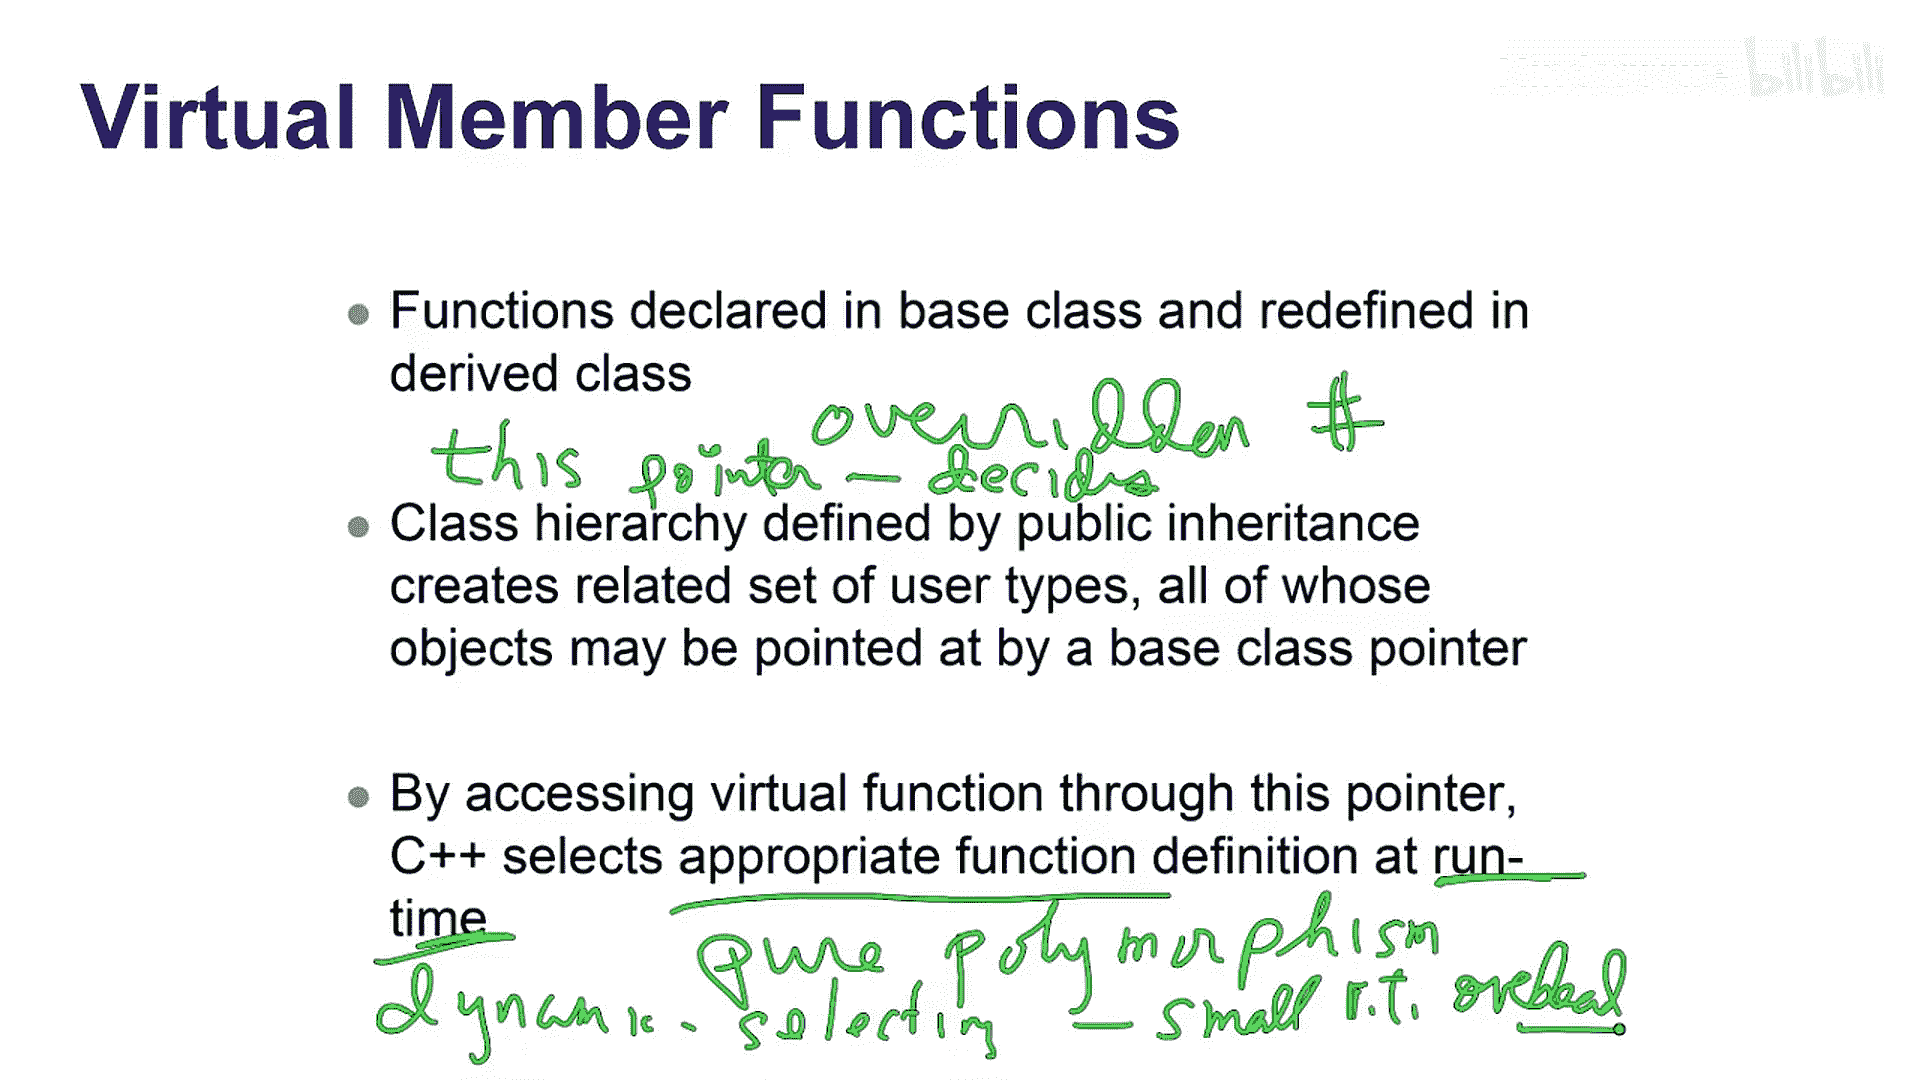 bilibili
Virtual Member Functions
Functions declared in base class and redefined in
derived class
overridden #
this pointer — decides
Class hierarchy defined by public inheritance
creates related set of user types, all of whose
objects may be pointed at by a base class pointer
By accessing virtual function through this pointer,
C++ selects appropriate function definition at run-
time
pure polymorphism
dynamic - selecting — small r.t. overhead